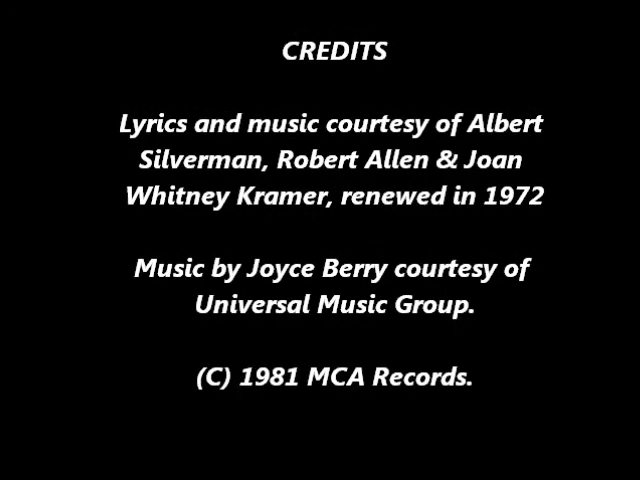 CREDITS
Lyrics and music courtesy of Albert
Silverman, Robert Allen & Joan
Whitney Kramer, renewed in 1972
Music by Joyce Berry courtesy of
Universal Music Group.
(C) 1981 MCA Records.